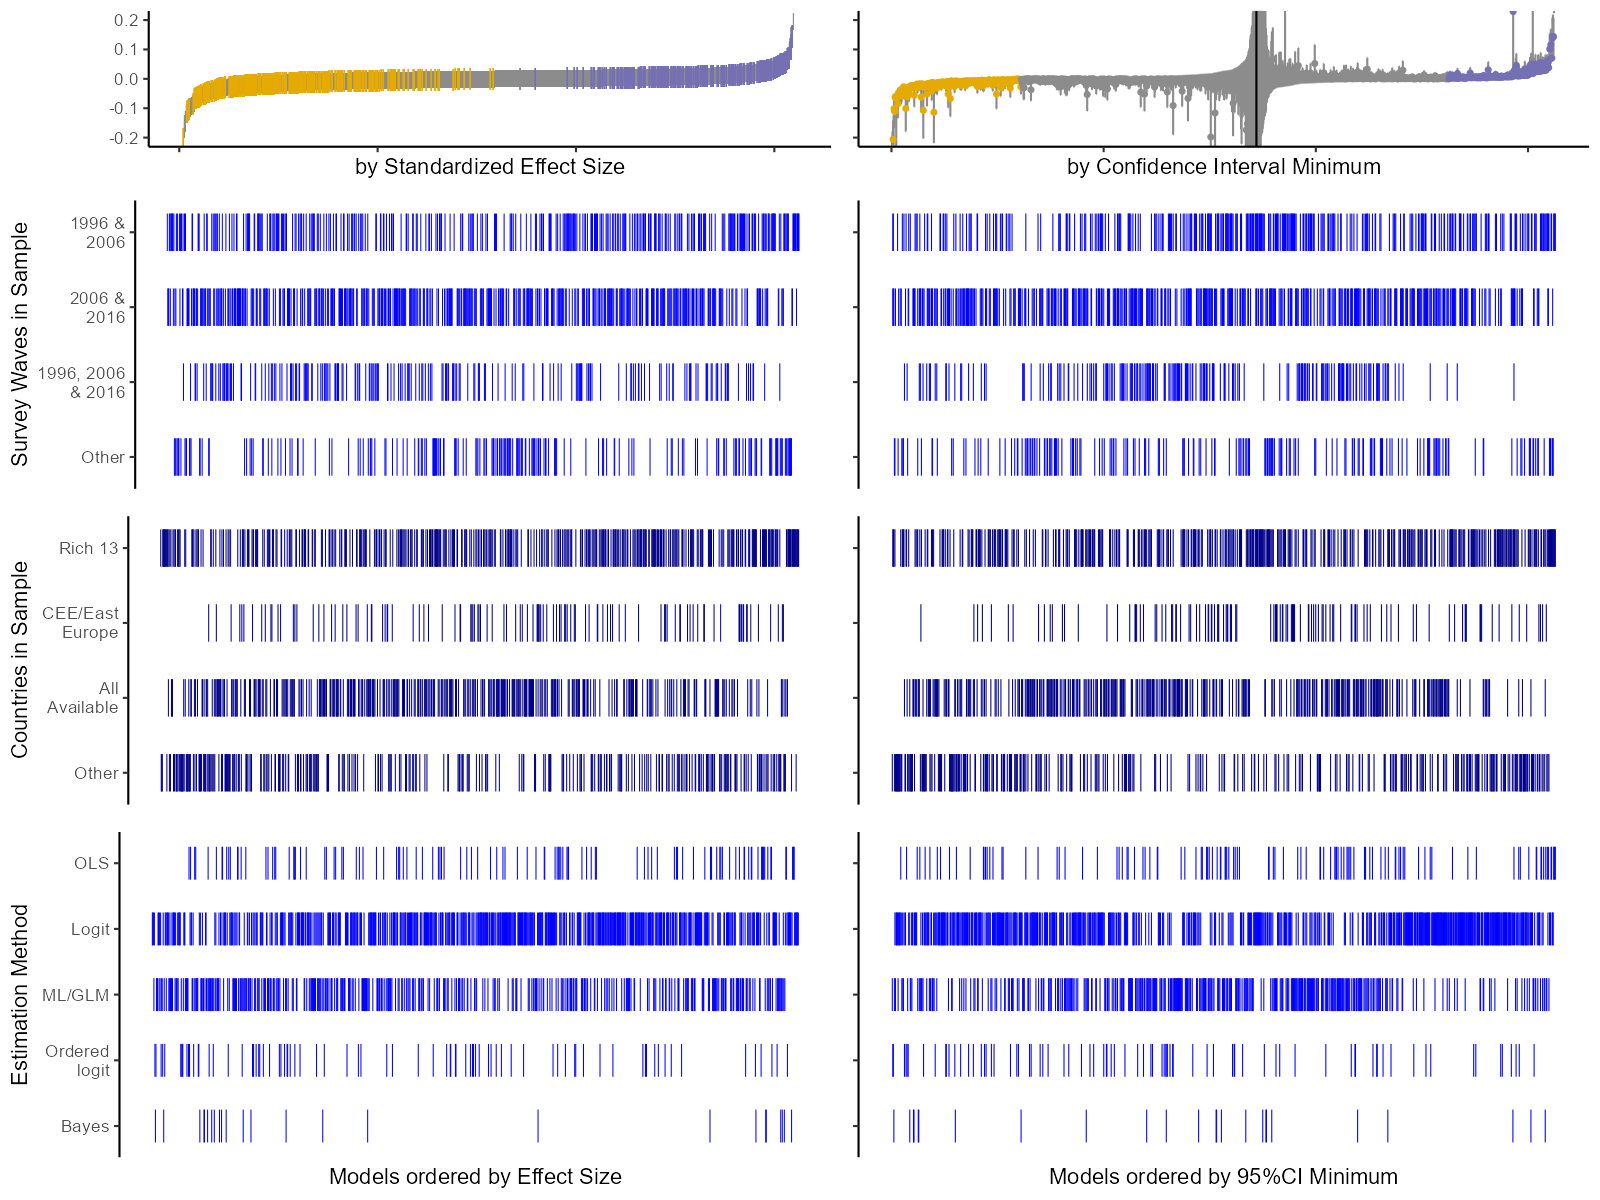 0.2
0.1
0.0
-0.1
-0.2
by Standardized Effect Size
by Confidence Interval Minimum
Survey Waves in Sample
1996 &
2006
2006 &
2016
1996, 2006
& 2016
Other
Countries in Sample
Rich 13
CEE/East
Europe
All
Available
Other
Estimation Method
OLS
Logit
ML/GLM
Ordered
logit
Bayes
Models ordered by Effect Size
Models ordered by 95%CI Minimum